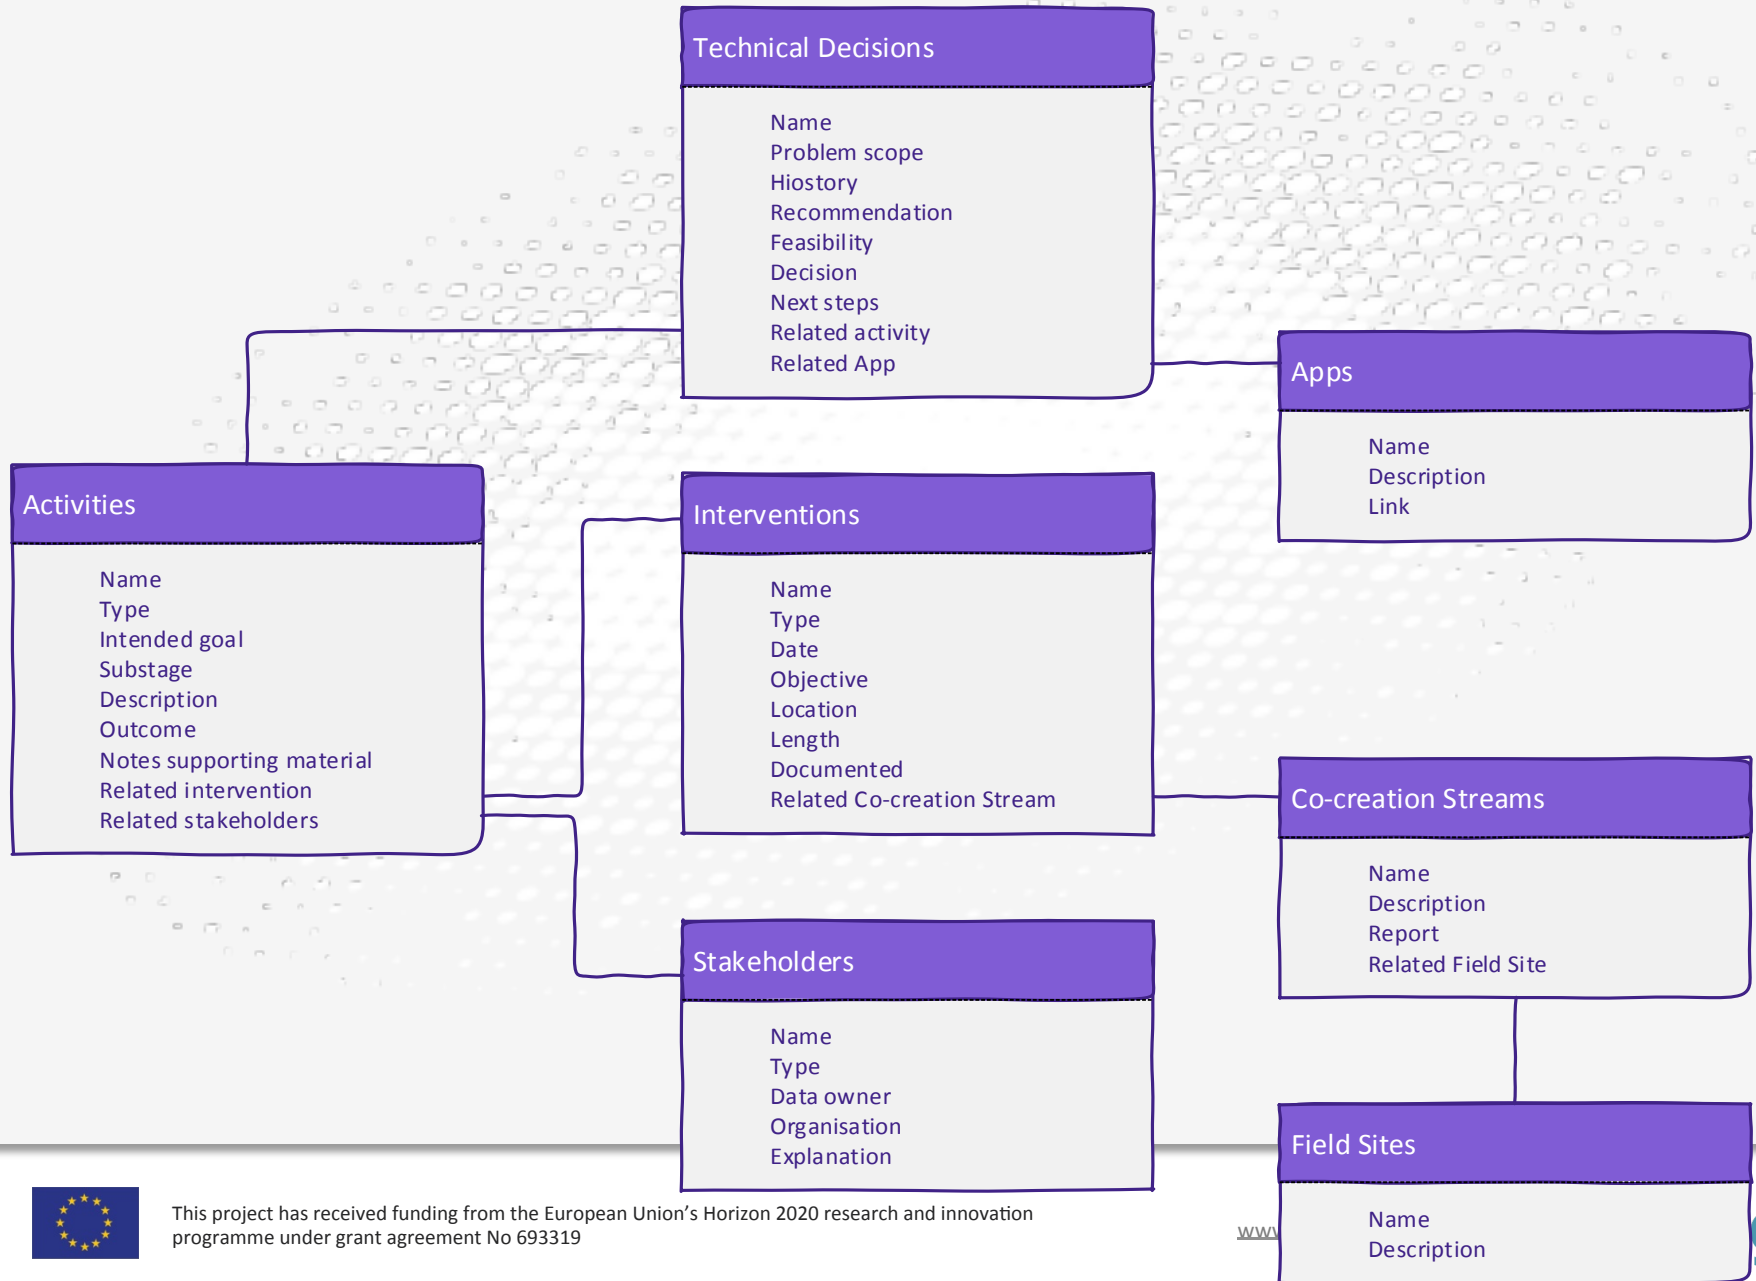 Technical Decisions
Name
Problem scope
Hiostory
Recommendation
Feasibility
Decision
Next steps
Related activity
Related App
Apps
Name
Description
Link
Activities
Name
Type
Intended goal
Substage
Description
Outcome
Notes supporting material
Related intervention
Related stakeholders
Interventions
Name
Type
Date
Objective
Location
Length
Documented
Related Co-creation Stream
Co-creation Streams
Name
Description
Report
Related Field Site
Stakeholders
Name
Type
Data owner
Organisation
Explanation
Field Sites
Name
Description
This project has received funding from the European Union’s Horizon 2020 research and innovation
programme under grant agreement No 693319